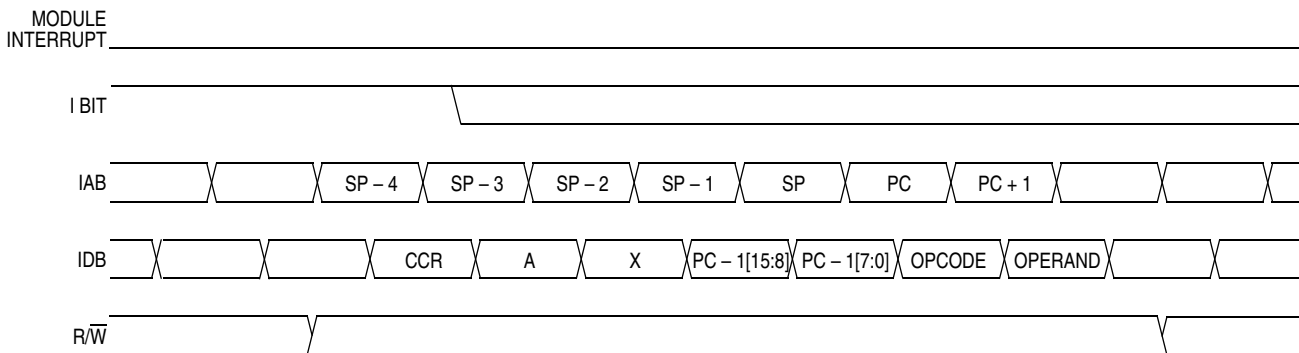 MODULE
INTERRUPT
I BIT
IAB SP – 4 SP – 3 SP – 2 SP – 1 SP PC PC + 1
IDB CCR A X PC – 1[15:8] PC – 1[7:0] OPCODE OPERAND
R/W̅